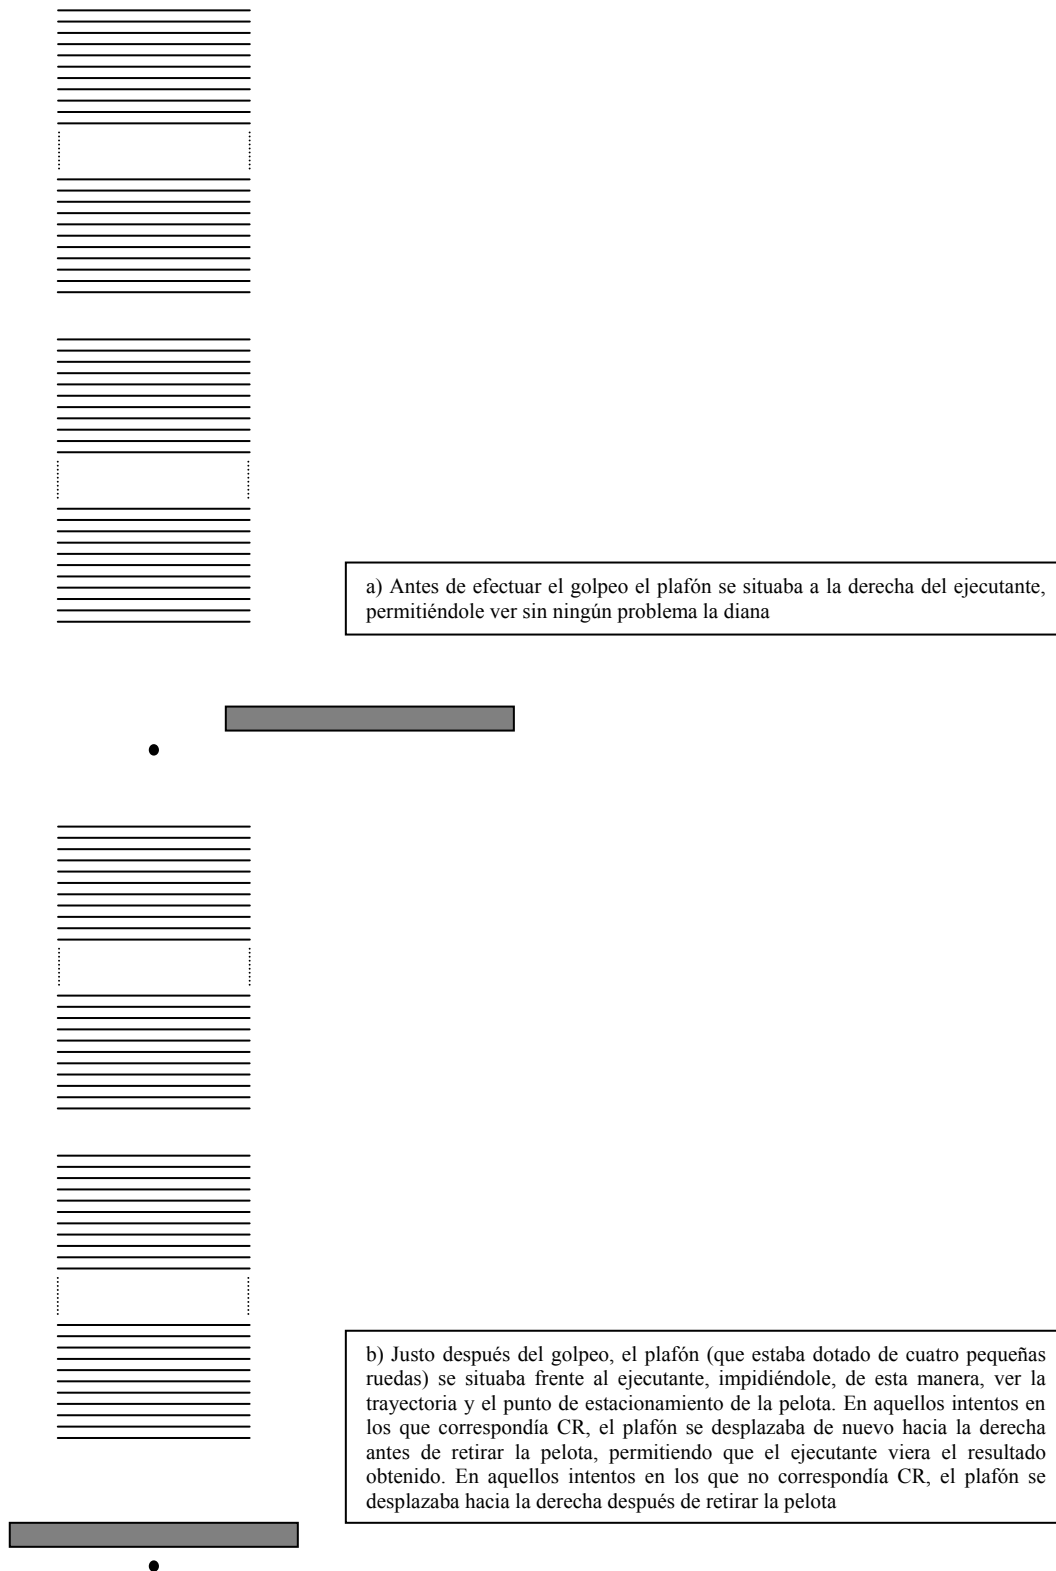 a) Antes de efectuar el golpeo el plafón se situaba a la derecha del ejecutante,
permitiéndole ver sin ningún problema la diana
b) Justo después del golpeo, el plafón (que estaba dotado de cuatro pequeñas
ruedas) se situaba frente al ejecutante, impidiéndole, de esta manera, ver la
trayectoria y el punto de estacionamiento de la pelota. En aquellos intentos en
los que correspondía CR, el plafón se desplazaba de nuevo hacia la derecha
antes de retirar la pelota, permitiendo que el ejecutante viera el resultado
obtenido. En aquellos intentos en los que no correspondía CR, el plafón se
desplazaba hacia la derecha después de retirar la pelota